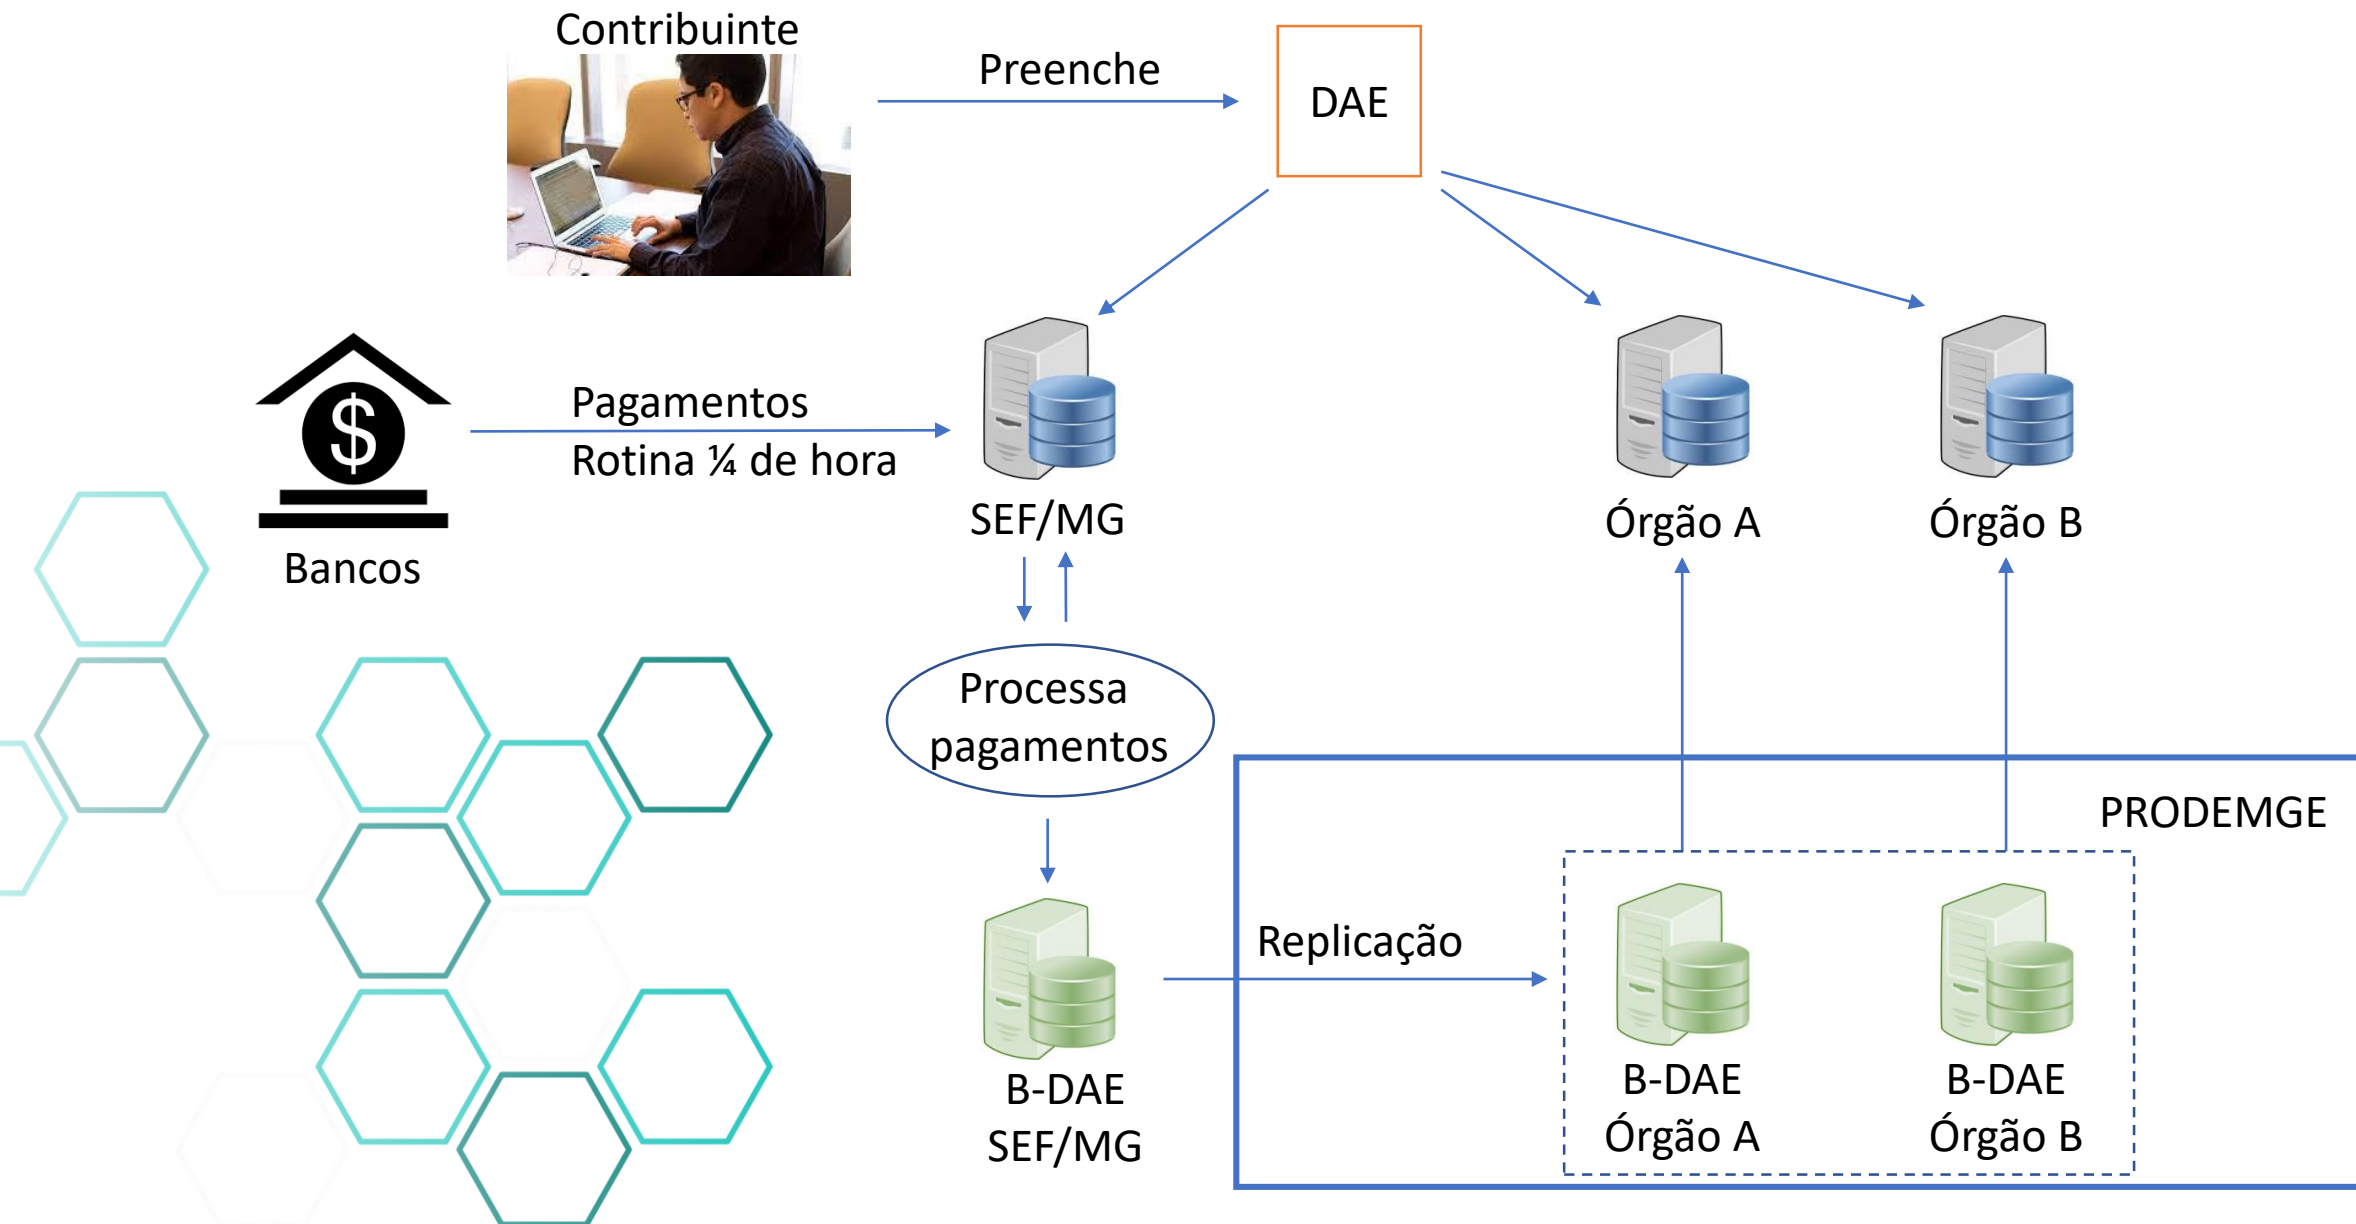 Contribuinte
Preenche
DAE
Pagamentos
Rotina ¼ de hora
Bancos
SEF/MG
Órgão A
Órgão B
Processa
pagamentos
PRODEMGE
Replicação
B-DAE
SEF/MG
B-DAE
Órgão A
B-DAE
Órgão B